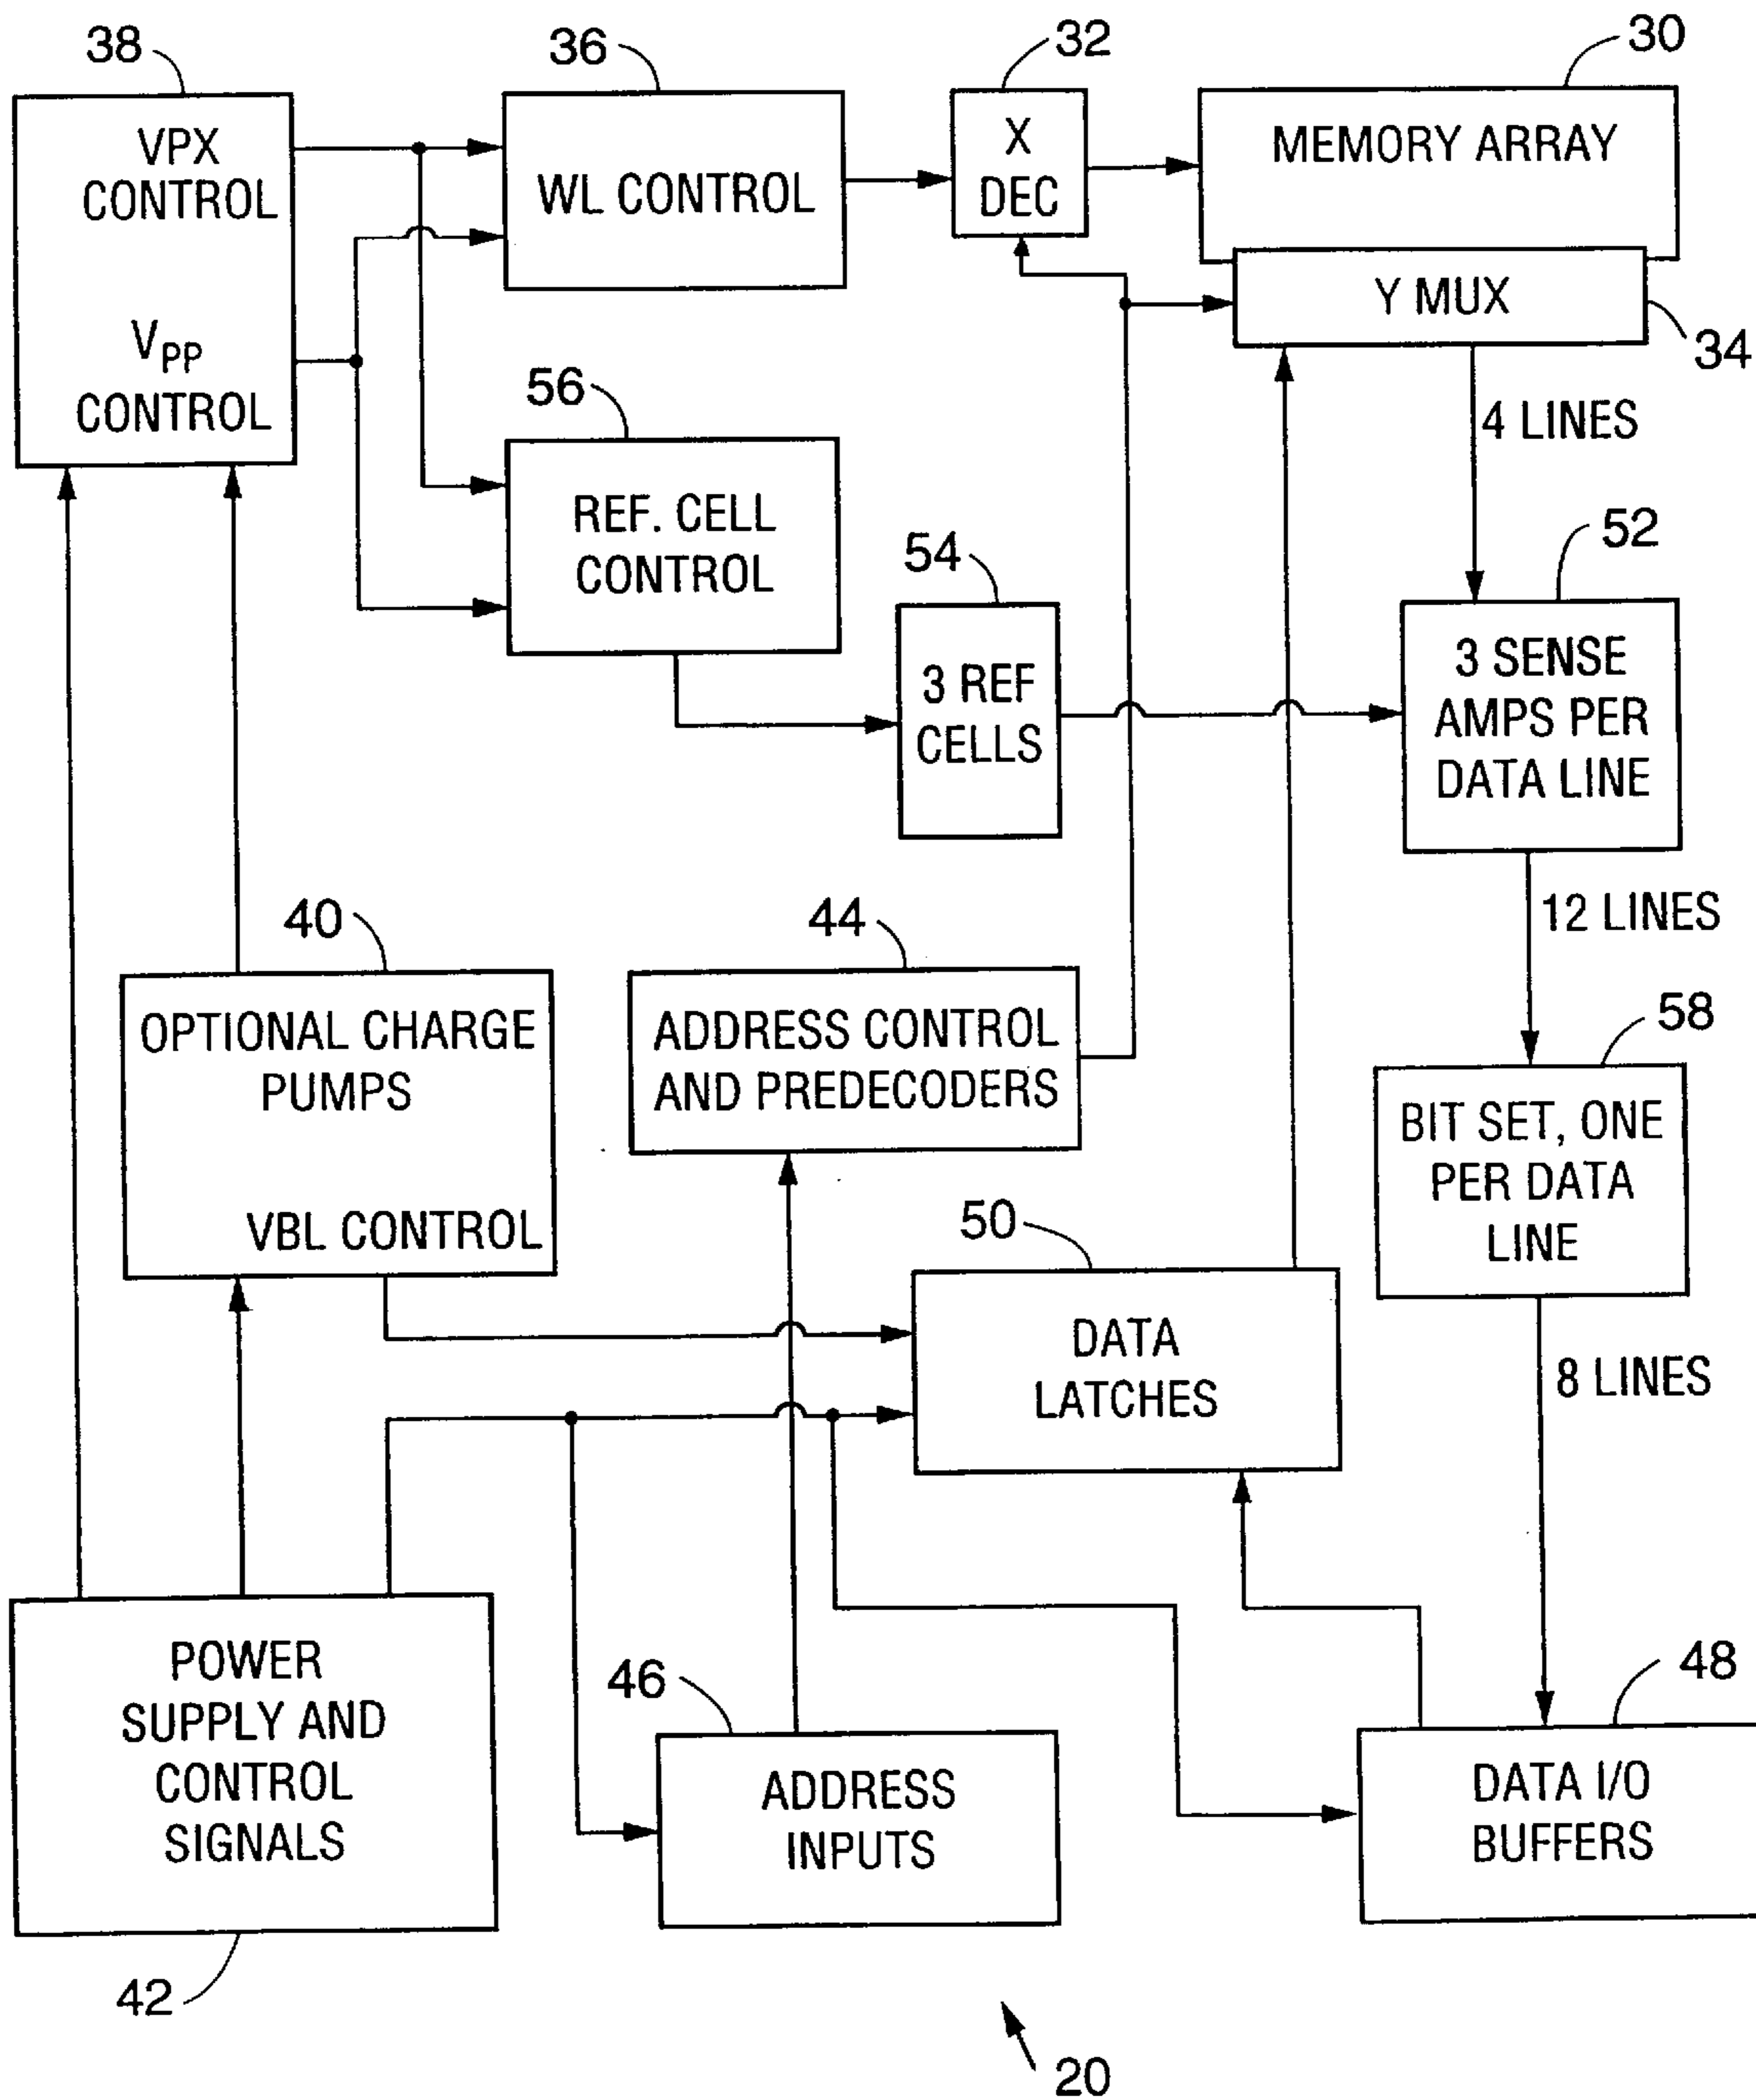 38
36
32
30
VPX
CONTROL
VPP
CONTROL
WL CONTROL
X
DEC
MEMORY ARRAY
Y MUX
34
4 LINES
56
REF. CELL
CONTROL
54
3 REF
CELLS
52
3 SENSE
AMPS PER
DATA LINE
12 LINES
40
OPTIONAL CHARGE
PUMPS
VBL CONTROL
44
ADDRESS CONTROL
AND PREDECODERS
58
BIT SET, ONE
PER DATA
LINE
8 LINES
50
DATA
LATCHES
POWER
SUPPLY AND
CONTROL
SIGNALS
42
46
ADDRESS
INPUTS
48
DATA I/O
BUFFERS
20